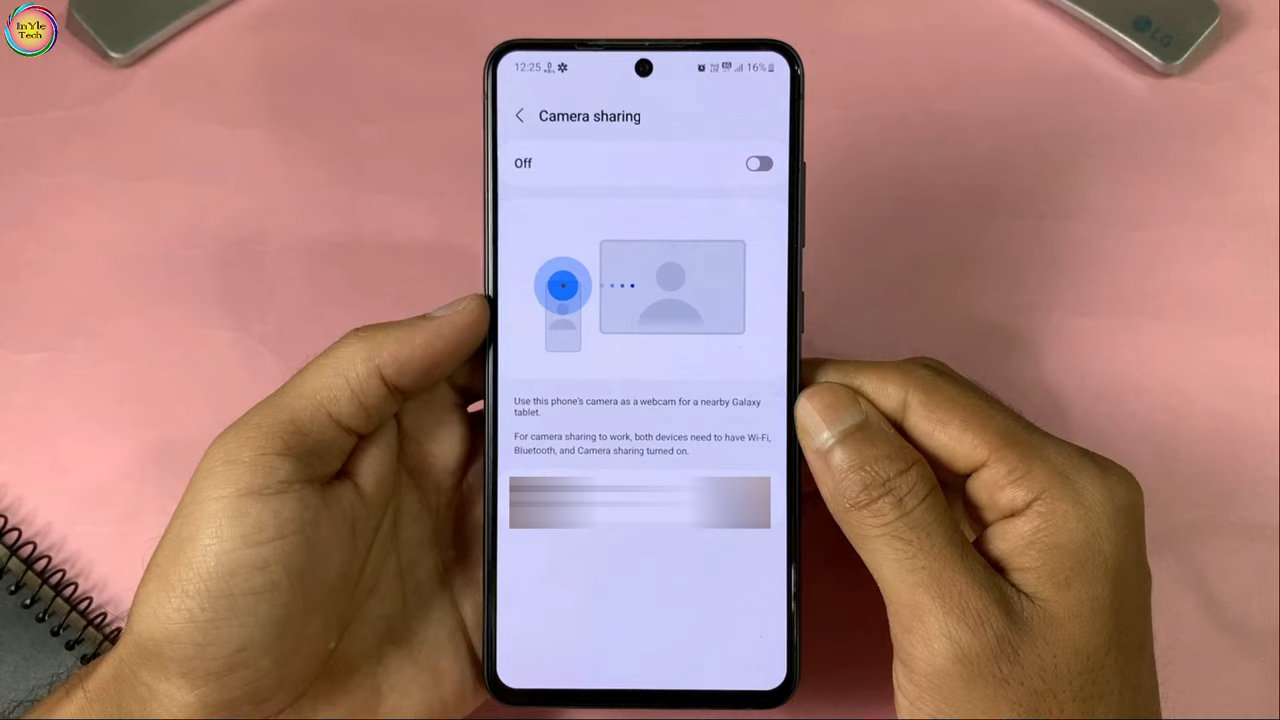 InYle
Tech
LG
12:25
16%
Camera sharing
Off
Use this phone's camera as a webcam for a nearby Galaxy
tablet.
For camera sharing to work, both devices need to have Wi-Fi,
Bluetooth, and Camera sharing turned on.